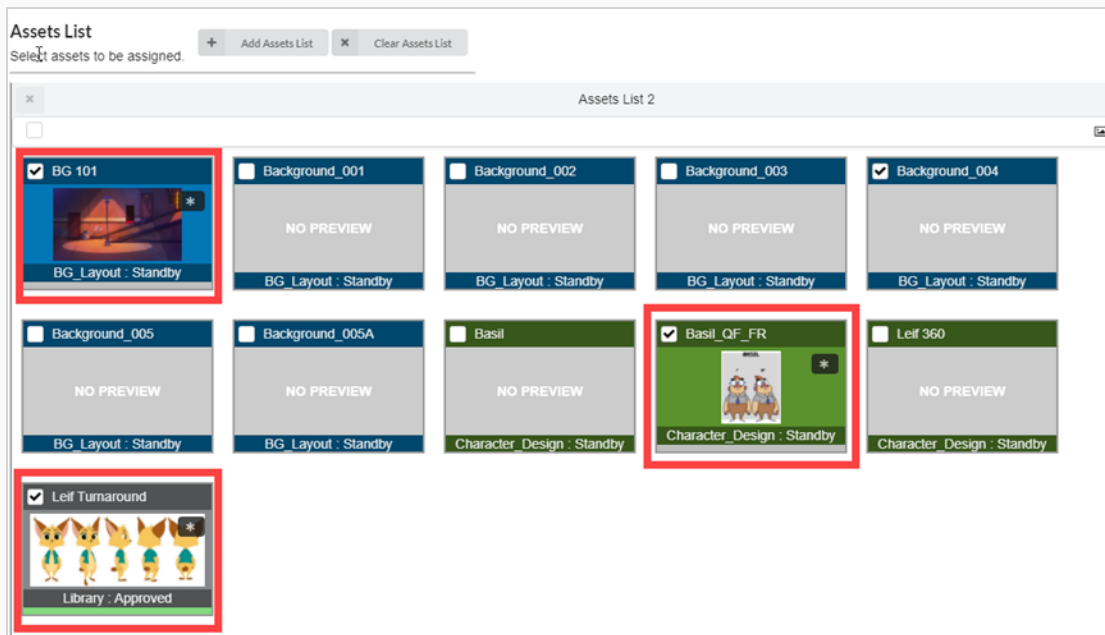 Assets List
Select assets to be assigned.
+ Add Assets List
× Clear Assets List
×
Assets List 2
BG 101
Background_001
Background_002
Background_003
Background_004
*
NO PREVIEW
NO PREVIEW
NO PREVIEW
NO PREVIEW
BG_Layout : Standby
BG_Layout : Standby
BG_Layout : Standby
BG_Layout : Standby
BG_Layout : Standby
Background_005
Background_005A
Basil
Basil_QF_FR
Leif 360
NO PREVIEW
NO PREVIEW
NO PREVIEW
*
NO PREVIEW
BG_Layout : Standby
BG_Layout : Standby
Character_Design : Standby
Character_Design : Standby
Character_Design : Standby
Leif Turnaround
*
Library : Approved